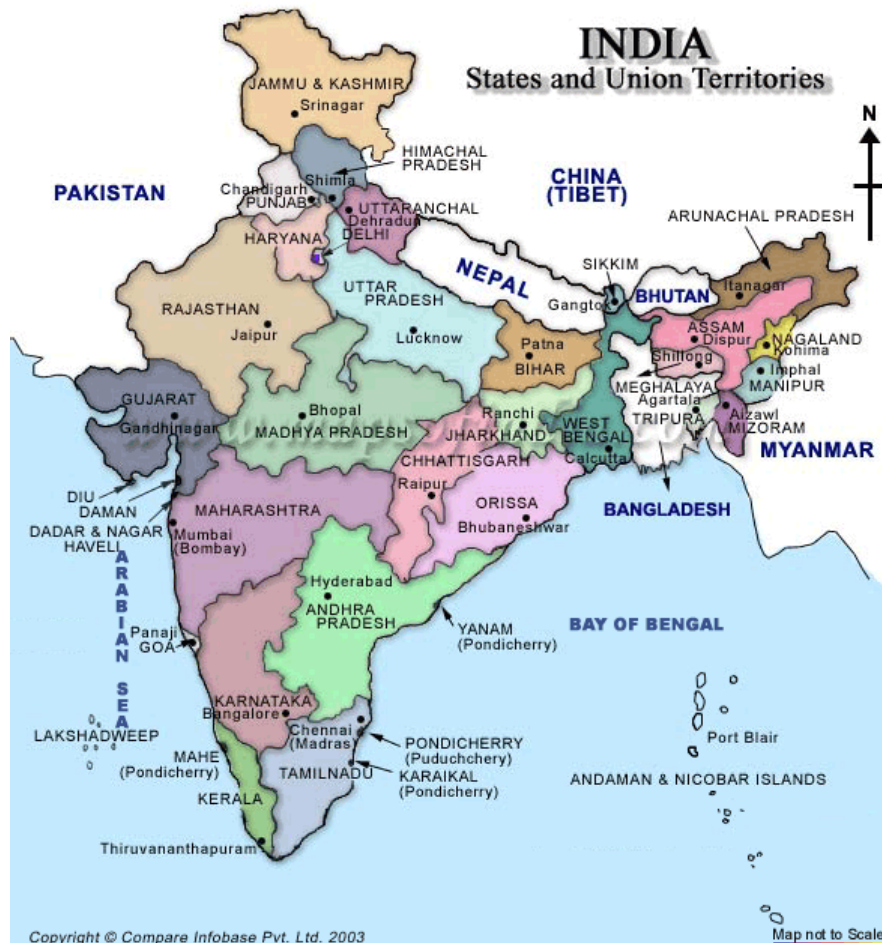 INDIA
States and Union Territories
N
JAMMU & KASHMIR
Srinagar
HIMACHAL
PRADESH
PAKISTAN
CHINA
(TIBET)
Shimla
Chandigarh
PUNJAB
UTTARANCHAL
Dehradun
ARUNACHAL PRADESH
HARYANA
DELHI
NEPAL
SIKKIM
BHUTAN
Itanagar
UTTAR
PRADESH
Gangto
RAJASTHAN
Jaipur
Lucknow
Patna
BIHAR
ASSAM
Dispur
NAGALAND
Kohima
Shillong
Imphal
MEGHALAYA
MANIPUR
GUJARAT
Gandhinagar
Bhopal
MADHYA PRADESH
Ranchi
JHARKHAND
WEST
BENGAL
Calcutta
Agartala
TRIPURA
Aizawl
MIZORAM
MYANMAR
CHHATTISGARH
Raipur
DIU
DAMAN
DADAR & NAGAR
HAVELI
MAHARASHTRA
Mumbai
(Bombay)
ORISSA
Bhubaneshwar
BANGLADESH
ARABIAN SEA
Hyderabad
ANDHRA
PRADESH
YANAM
(Pondicherry)
BAY OF BENGAL
Panaji
GOA
KARNATAKA
Bangalore
LAKSHADWEEP
Chennai
(Madras)
PONDICHERRY
(Puduchchery)
Port Blair
MAHE
(Pondicherry)
TAMILNADU
KARAIKAL
(Pondicherry)
ANDAMAN & NICOBAR ISLANDS
KERALA
Thiruvananthapuram
Copyright © Compare Infobase Pvt. Ltd. 2003
Map not to Scale